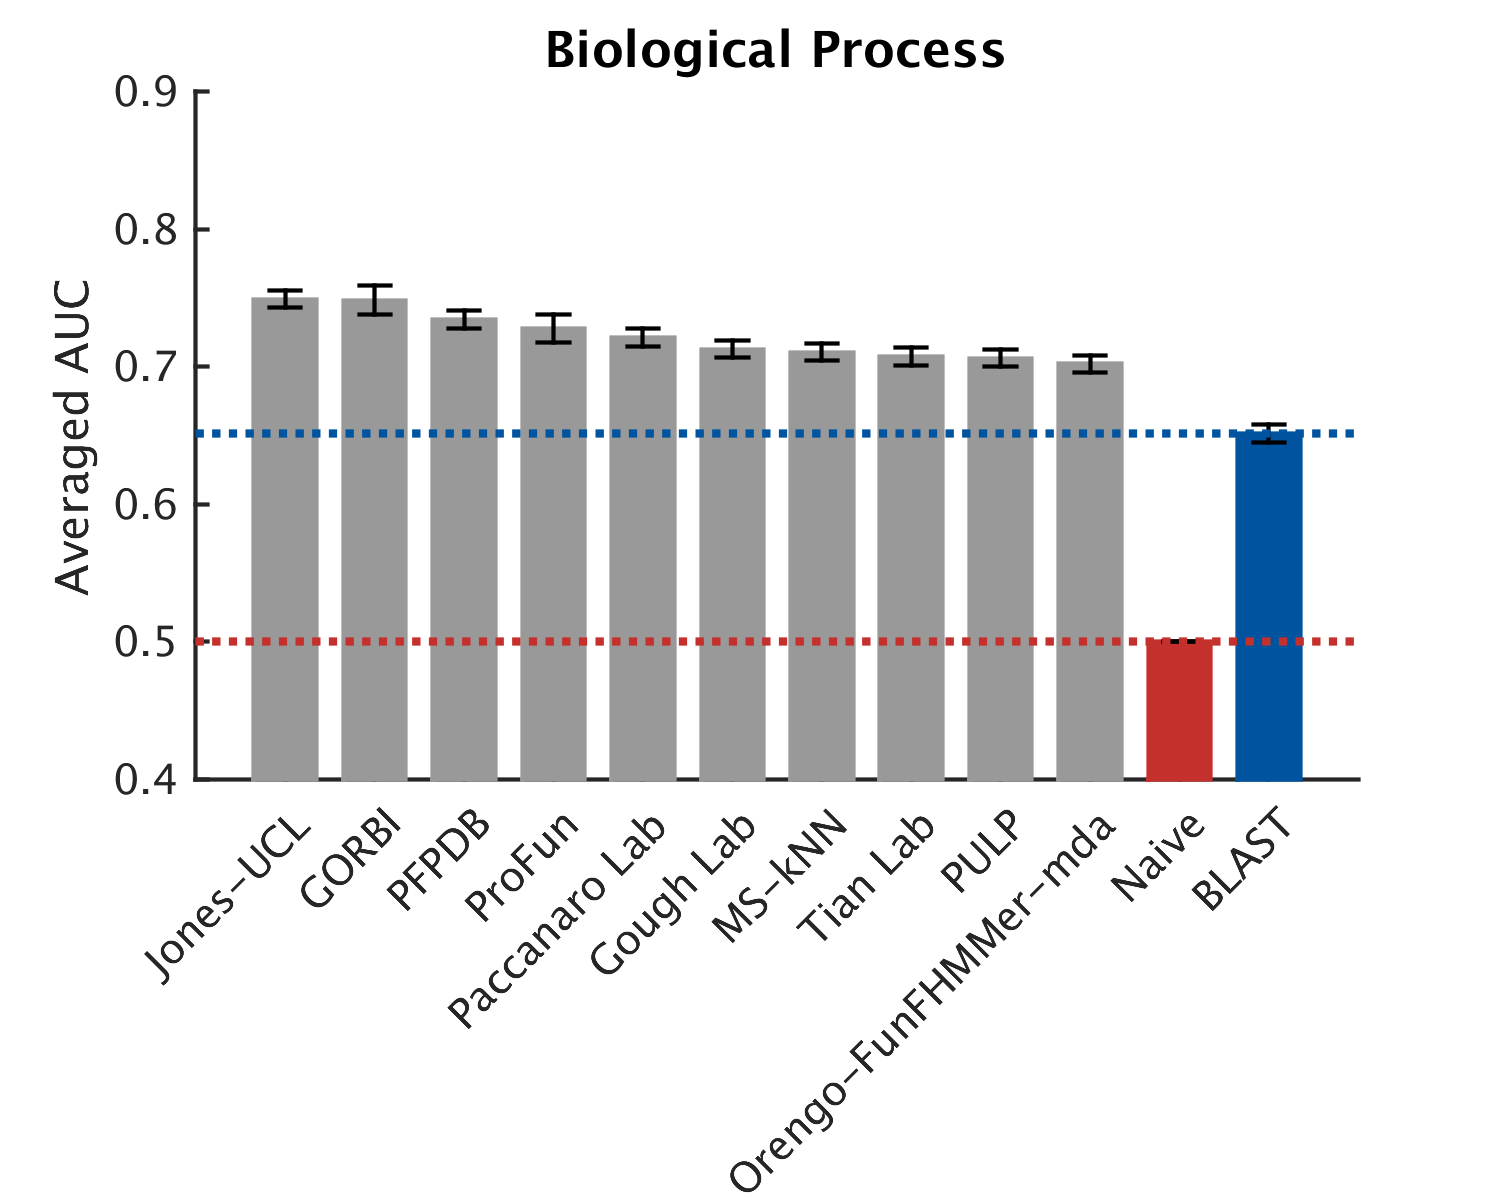 Biological Process
Averaged AUC
0.9
0.8
0.7
0.6
0.5
0.4
Jones-UCL
GORBI
PFPDB
ProFun
Paccanaro Lab
Gough Lab
MS-kNN
Tian Lab
PULP
Orengo-FunFHMMer-mda
Naive
BLAST